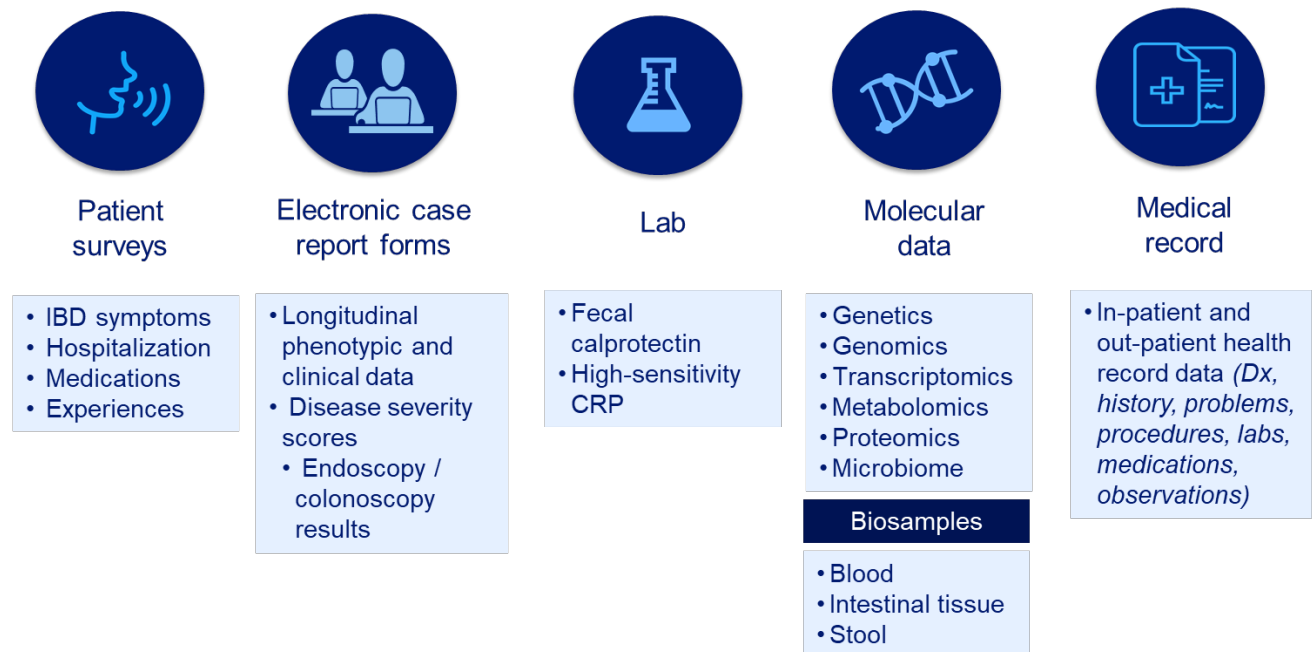 Patient
surveys
• IBD symptoms
• Hospitalization
• Medications
• Experiences
Electronic case
report forms
• Longitudinal
phenotypic and
clinical data
• Disease severity
scores
• Endoscopy /
colonoscopy
results
Lab
• Fecal
calprotectin
• High-sensitivity
CRP
Molecular
data
• Genetics
• Genomics
• Transcriptomics
• Metabolomics
• Proteomics
• Microbiome
Biosamples
• Blood
• Intestinal tissue
• Stool
Medical
record
• In-patient and
out-patient health
record data (Dx,
history, problems,
procedures, labs,
medications,
observations)